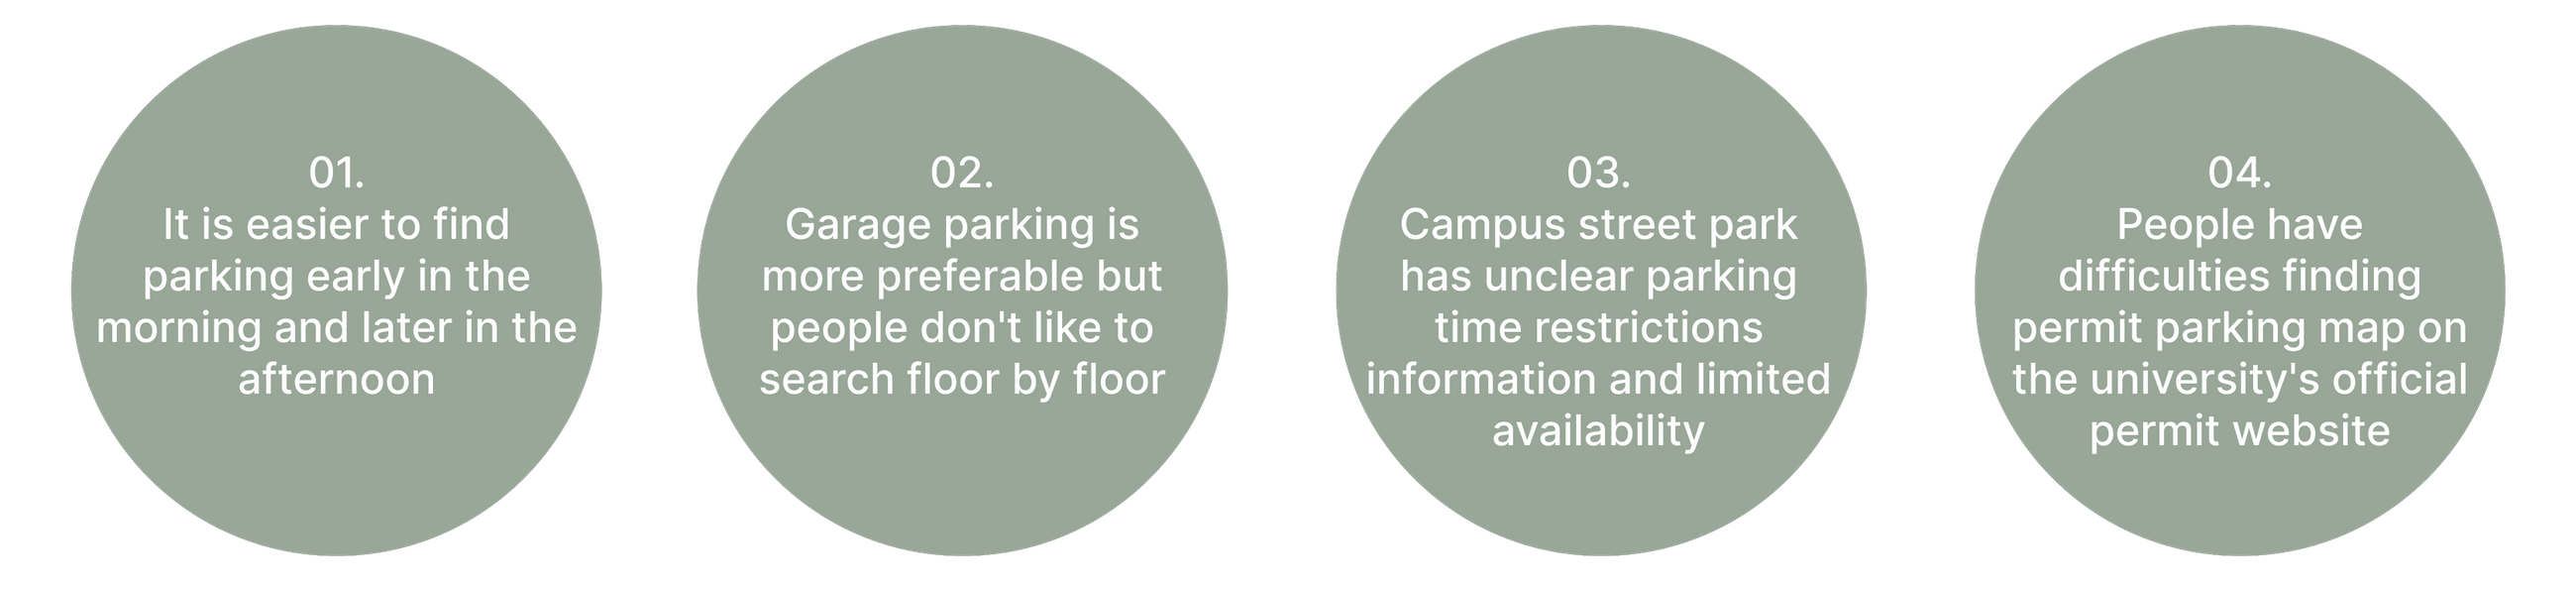 01.
It is easier to find
parking early in the
morning and later in the
afternoon
02.
Garage parking is
more preferable but
people don't like to
search floor by floor
03.
Campus street park
has unclear parking
time restrictions
information and limited
availability
04.
People have
difficulties finding
permit parking map on
the university's official
permit website